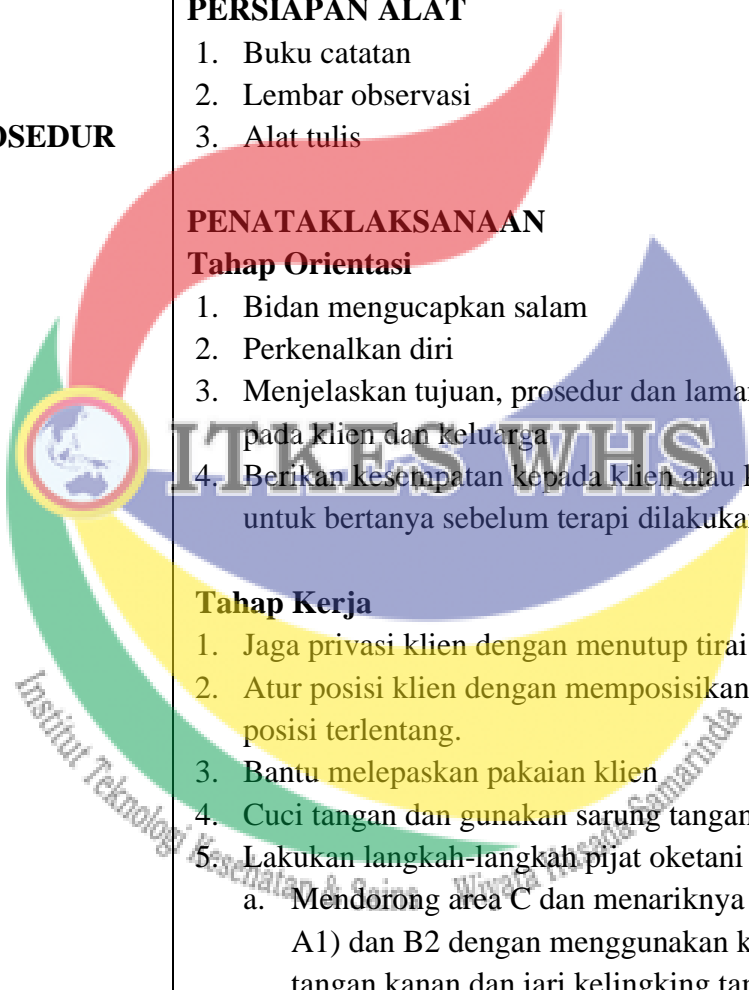 PERSIAPAN ALAT
1. Buku catatan
2. Lembar observasi
OSEDUR
3. Alat tulis
PENATAKLAKSANAAN
Tahap Orientasi
1. Bidan mengucapkan salam
2. Perkenalkan diri
3. Menjelaskan tujuan, prosedur dan
pada klien dan keluarga
ITKES WHS
4. Berikan kesempatan kepada klien atau
untuk bertanya sebelum terapi dilakukan
Tahap Kerja
1. Jaga privasi klien dengan menutup tirai
2. Atur posisi klien dengan memposisikan
posisi terlentang.
3. Bantu melepaskan pakaian klien
4. Cuci tangan dan gunakan sarung tangan
5. Lakukan langkah-langkah pijat oketani
a. Mendorong area C dan menariknya
A1) dan B2 dengan menggunakan
tangan kanan dan jari kelingking
Institut Teknologi Kesehatan & Sains Wiyata Husada Samarinda